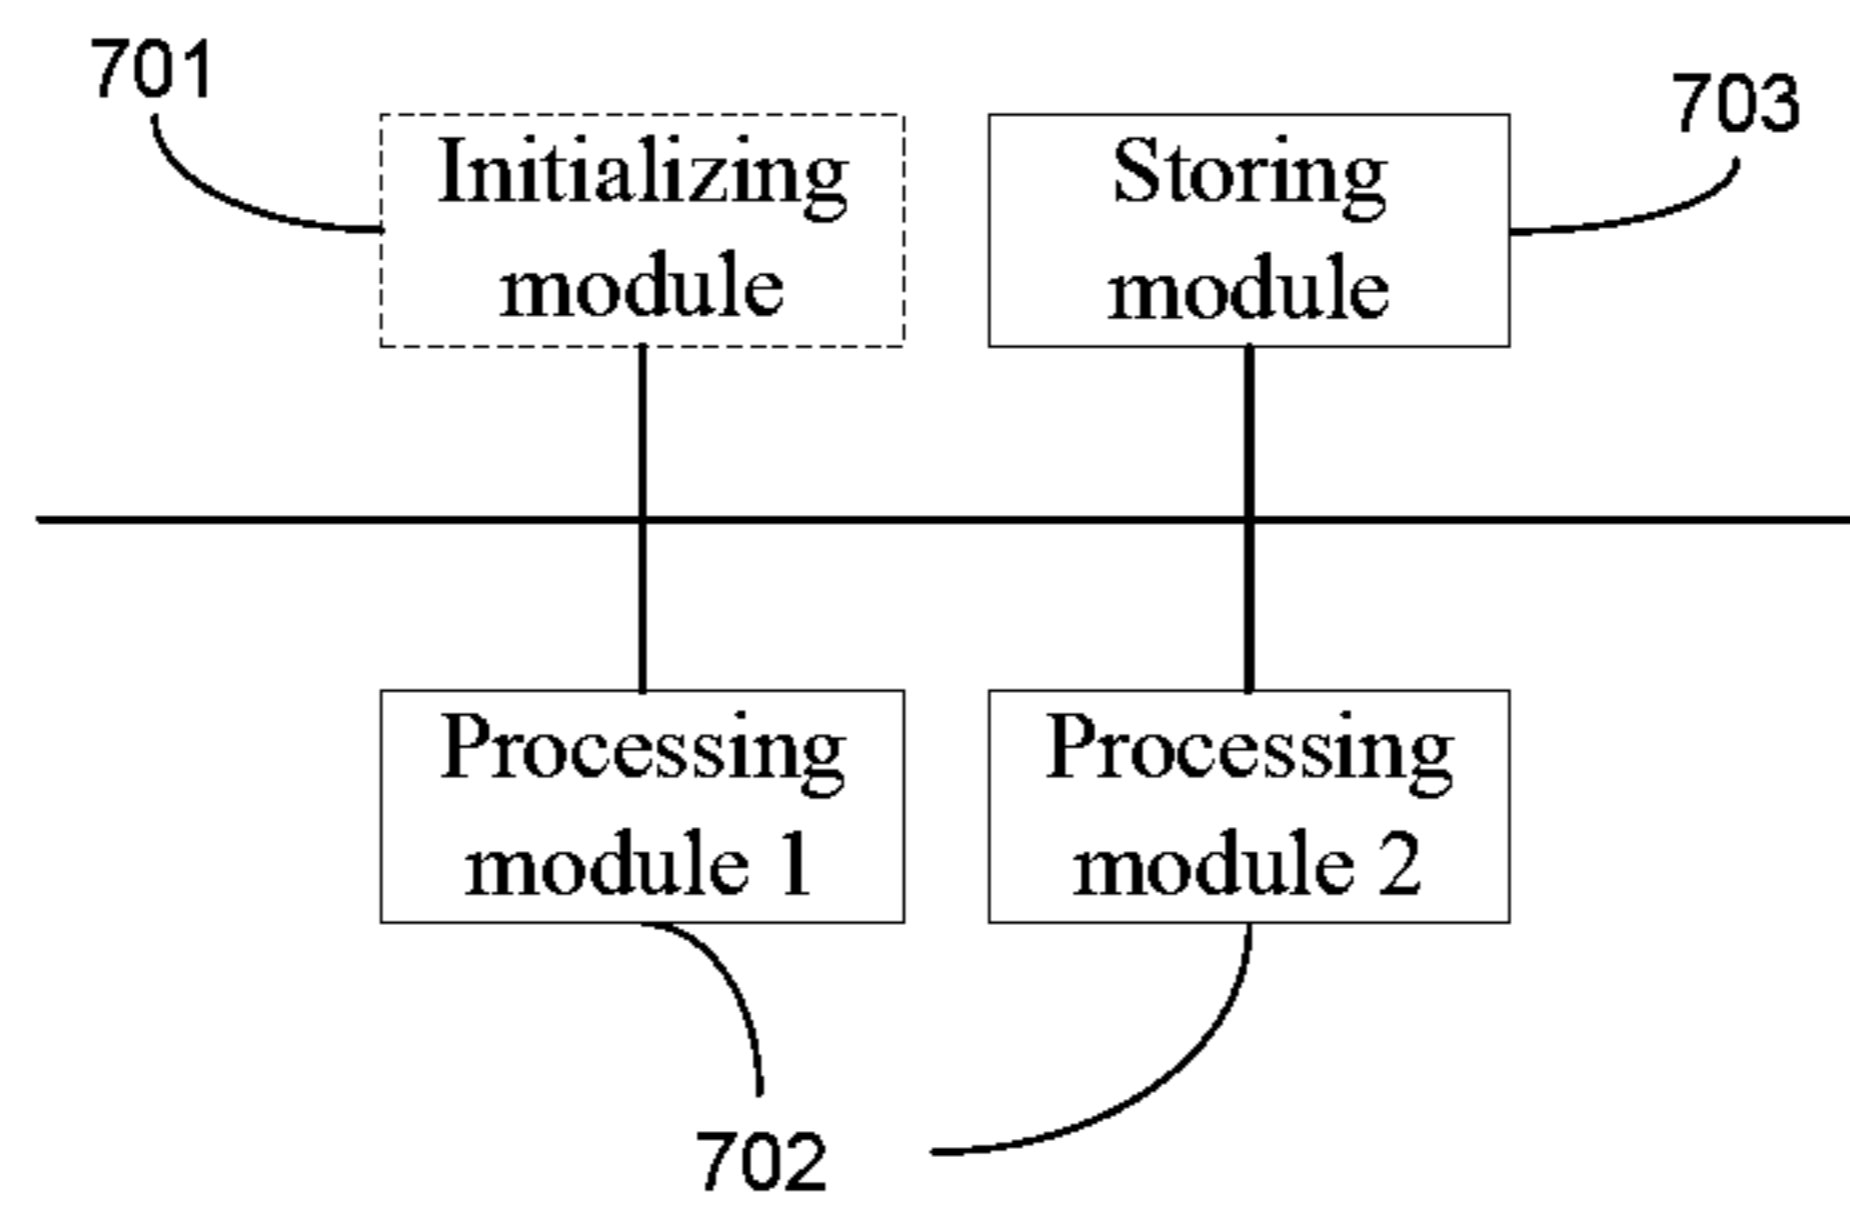 701
Initializing
module
Storing
module
703
Processing
module 1
Processing
module 2
702